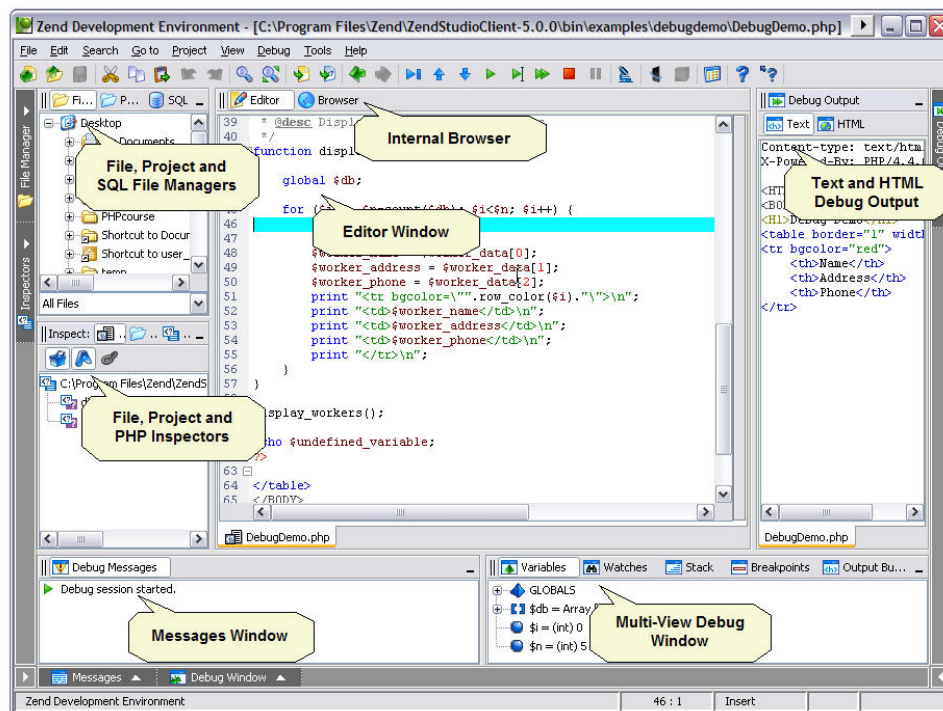 Zend Development Environment - [C:\Program Files\Zend\ZendStudioClient-5.0.0\bin\examples\debugdemo\DebugDemo.php]
File Edit Search Go to Project View Debug Tools Help
Fi... P... SQL
Editor Browser
Debug Output
File Manager
Inspectors
Desktop
Documents
PHPcourse
Shortcut to Docur
Shortcut to user_
temp
All Files
File, Project and
SQL File Managers
Internal Browser
Editor Window
39 * @desc Displ
40 */
function displ
global $db;
for ($i $n=count($db); $i<$n; $i++) {
46
47
48 $worker_name _data[0];
49 $worker_address = $worker_data[1];
50 $worker_phone = $worker_data[2];
51 print "<tr bgcolor=\"".row_color($i)."\">\n";
52 print "<td>$worker_name</td>\n";
53 print "<td>$worker_address</td>\n";
54 print "<td>$worker_phone</td>\n";
55 print "</tr>\n";
56 }
57 }
isplay_workers();
cho $undefined_variable;
?>
63
64 </table>
65 </BODY>
DebugDemo.php
Text HTML
Content-type: text/htm
X-Powered-By: PHP/4.4.
<HT
<BO
<H1>Debug Demo</H1>
<table border="1" widt
<tr bgcolor="red">
<th>Name</th>
<th>Address</th>
<th>Phone</th>
</tr>
Text and HTML
Debug Output
DebugDemo.php
Inspect: .. .. ..
C:\Program Files\Zend\ZendS
File, Project and
PHP Inspectors
Debug Messages
Debug session started.
Messages Window
Variables Watches Stack Breakpoints Output Bu...
GLOBALS
$db = Array
$i = (int) 0
$n = (int) 5
Multi-View Debug
Window
Messages Debug Window
Zend Development Environment 46 : 1 Insert